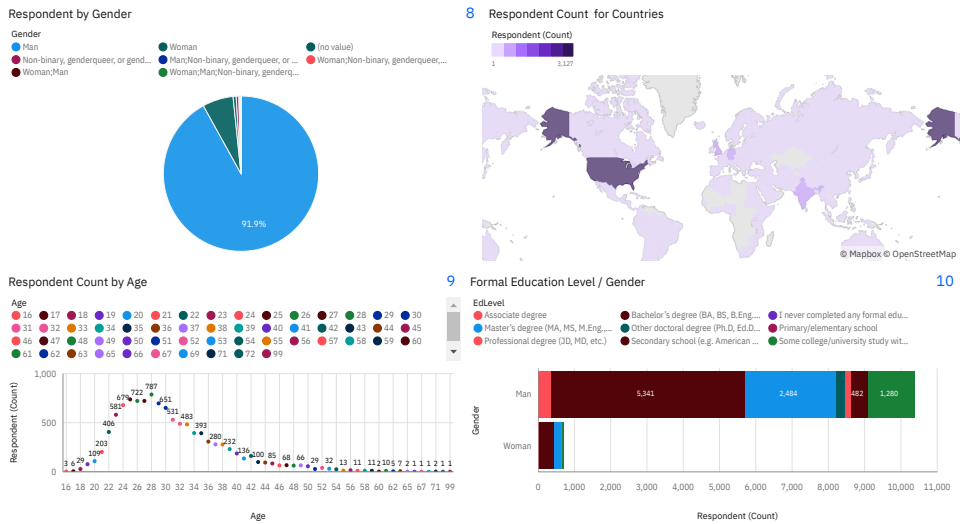 Respondent by Gender
Gender
Man
Woman
(no value)
Non-binary, genderqueer, or gend...
Man;Non-binary, genderqueer, or ...
Woman;Non-binary, genderqueer,...
Woman;Man
Woman;Man;Non-binary, genderq...
91.9%
8
Respondent Count for Countries
Respondent (Count)
1 3,127
© Mapbox © OpenStreetMap
Respondent Count by Age
9
Age
16 17 18 19 20 21 22 23 24 25 26 27 28 29 30
31 32 33 34 35 36 37 38 39 40 41 42 43 44 45
46 47 48 49 50 51 52 53 54 55 56 57 58 59 60
61 62 63 65 66 67 69 71 72 99
Respondent (Count)
1,000
500
0
3 6 29 109 203 406 581 679 722 787 651 531 483 393 280 232 136 100 85 68 66 29 32 13 11 11 2 10 5 7 2 1 1 2 1 1
16 18 20 22 24 26 28 30 32 34 36 38 40 42 44 46 48 50 52 54 56 58 60 62 65 67 71 99
Age
Formal Education Level / Gender
10
EdLevel
Associate degree
Bachelor's degree (BA, BS, B.Eng....
I never completed any formal edu...
Master's degree (MA, MS, M.Eng.,...
Other doctoral degree (Ph.D, Ed.D...
Primary/elementary school
Professional degree (JD, MD, etc.)
Secondary school (e.g. American ...
Some college/university study wit...
Gender
Man
5,341 2,484 482 1,280
Woman
0 1,000 2,000 3,000 4,000 5,000 6,000 7,000 8,000 9,000 10,000 11,000
Respondent (Count)